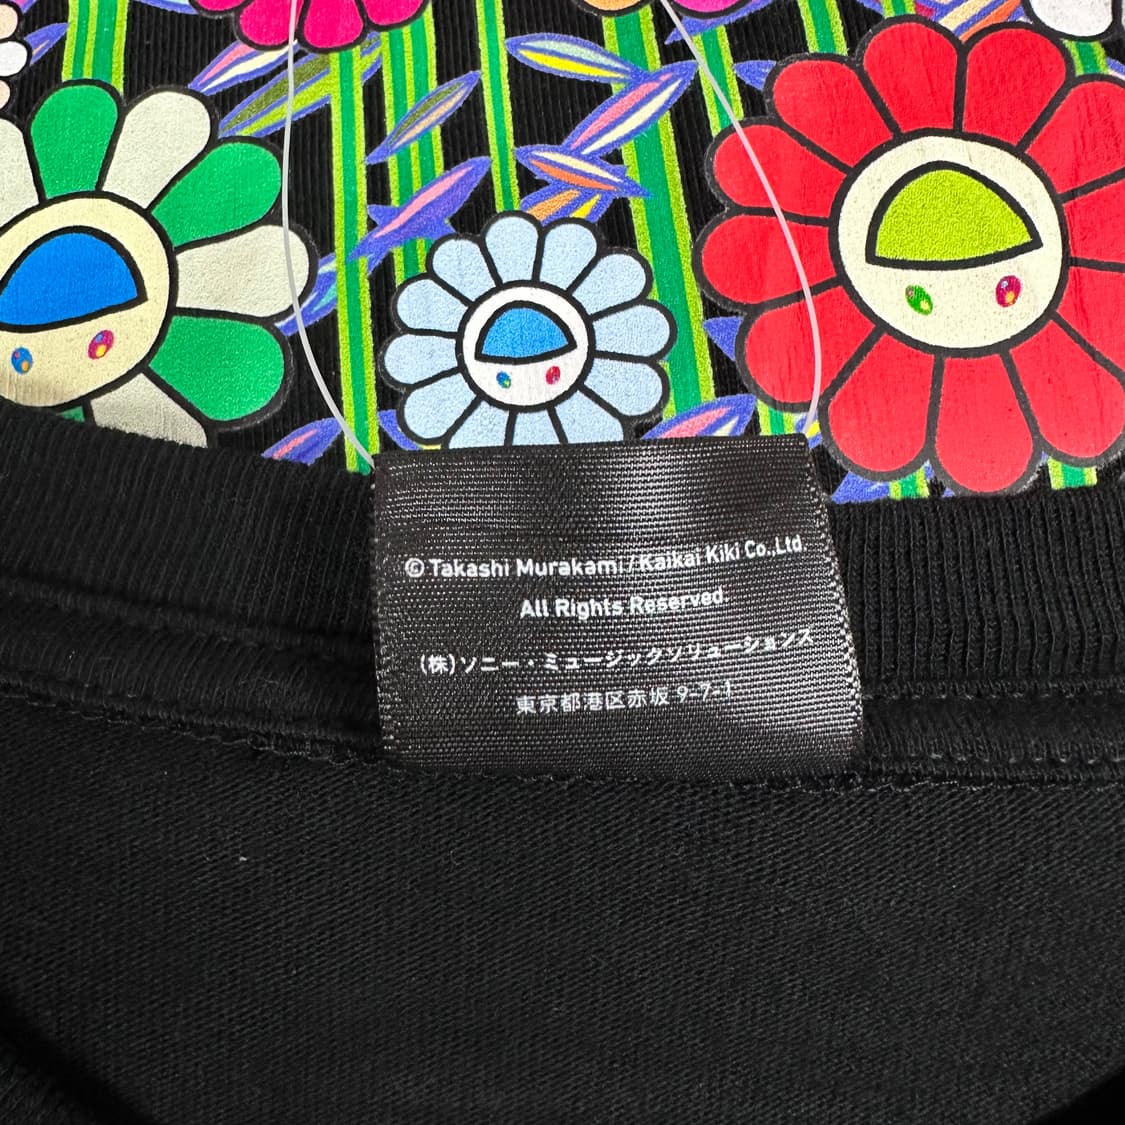 © Takashi Murakami / Kaikai Kiki Co.,Ltd.
All Rights Reserved.
(株)ソニー・ミュージックソリューションズ
東京都港区赤坂 9-7-1